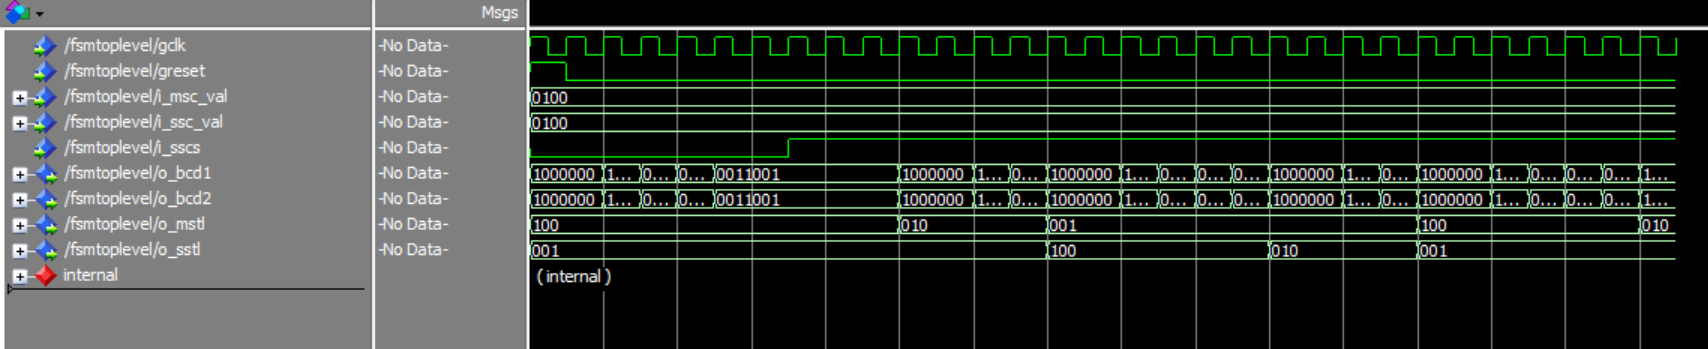 Msgs
/fsmtoplevel/gclk -No Data-
/fsmtoplevel/greset -No Data-
/fsmtoplevel/i_msc_val -No Data- 0100
/fsmtoplevel/i_ssc_val -No Data- 0100
/fsmtoplevel/i_sscs -No Data-
/fsmtoplevel/o_bcd1 -No Data- 1000000 1... 0... 0... 0011001 1000000 1... 0... 1000000 1... 0... 0... 1000000 1... 0... 1000000 1... 0... 0... 1...
/fsmtoplevel/o_bcd2 -No Data- 1000000 1... 0... 0... 0011001 1000000 1... 0... 1000000 1... 0... 0... 1000000 1... 0... 1000000 1... 0... 0... 1...
/fsmtoplevel/o_mstl -No Data- 100 010 001 100 010
/fsmtoplevel/o_sstl -No Data- 001 100 010 001
internal (internal)